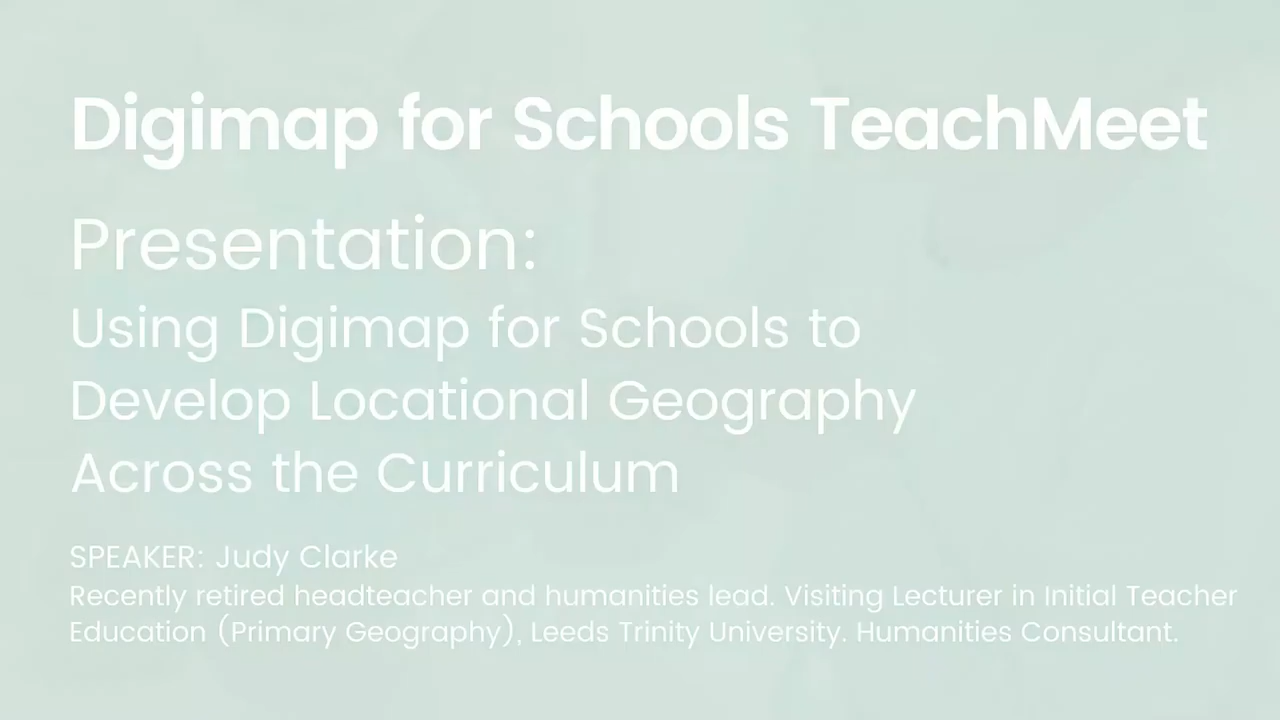 Digimap for Schools TeachMeet
Presentation:
Using Digimap for Schools to
Develop Locational Geography
Across the Curriculum
SPEAKER: Judy Clarke
Recently retired headteacher and humanities lead. Visiting Lecturer in Initial Teacher
Education (Primary Geography), Leeds Trinity University. Humanities Consultant.